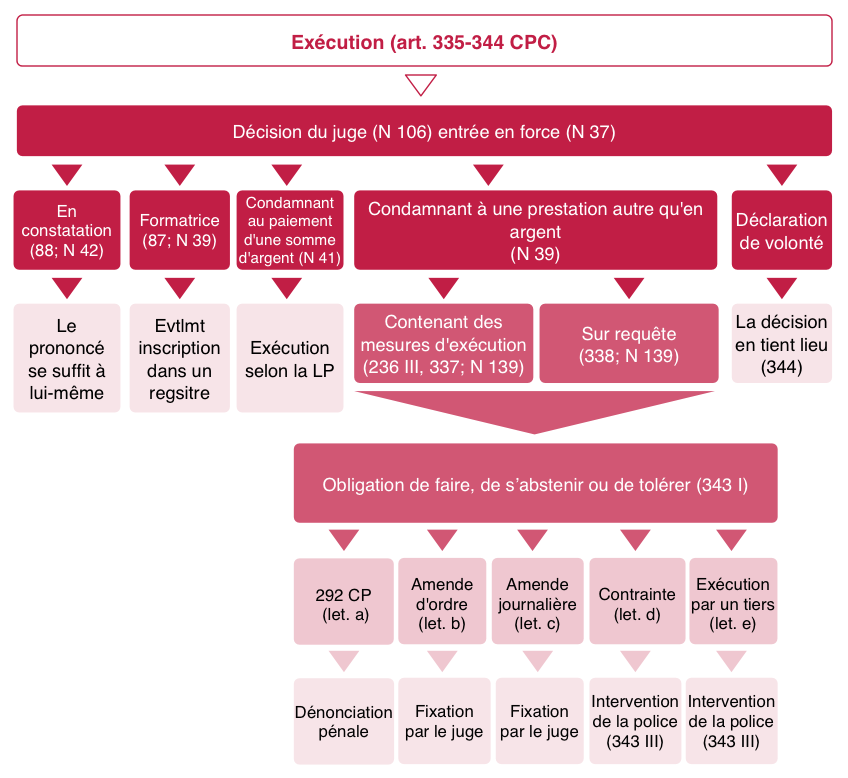 Exécution (art. 335-344 CPC)
Décision du juge (N 106) entrée en force (N 37)
En
constatation
(88; N 42)
Formatrice
(87; N 39)
Condamnant
au paiement
d'une somme
d'argent (N 41)
Condamnant à une prestation autre qu'en
argent
(N 39)
Déclaration
de volonté
Le
prononcé
se suffit à
lui-même
Evtlmt
inscription
dans un
regsitre
Exécution
selon la LP
Contenant des
mesures d'exécution
(236 III, 337; N 139)
Sur requête
(338; N 139)
La décision
en tient lieu
(344)
Obligation de faire, de s’abstenir ou de tolérer (343 I)
292 CP
(let. a)
Amende
d'ordre
(let. b)
Amende
journalière
(let. c)
Contrainte
(let. d)
Exécution
par un tiers
(let. e)
Dénonciation
pénale
Fixation
par le juge
Fixation
par le juge
Intervention
de la police
(343 III)
Intervention
de la police
(343 III)